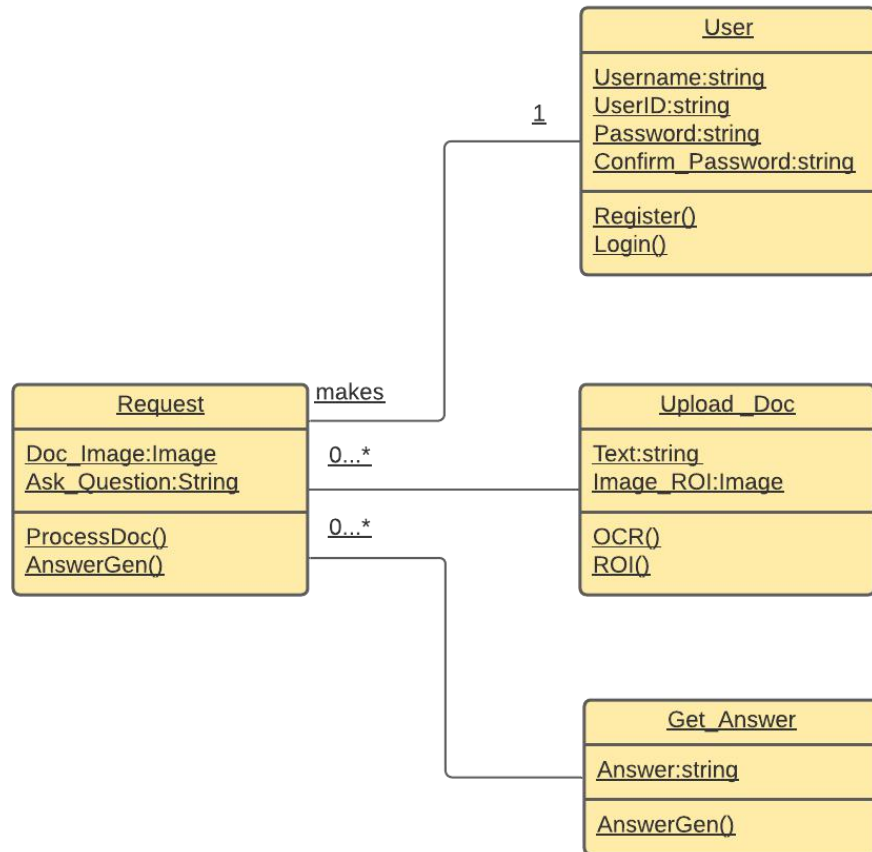 User
Username:string
UserID:string
Password:string
Confirm_Password:string
Register()
Login()
1
makes
Request
Doc_Image:Image
Ask_Question:String
ProcessDoc()
AnswerGen()
0...*
0...*
Upload _Doc
Text:string
Image_ROI:Image
OCR()
ROI()
Get_Answer
Answer:string
AnswerGen()